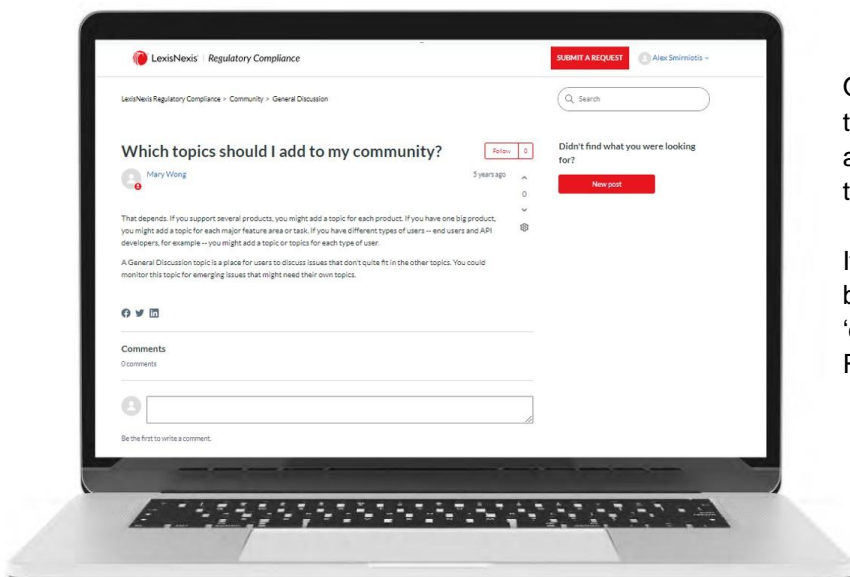 LexisNexis | Regulatory Compliance
SUBMIT A REQUEST
Alex Smirniotis
LexisNexis Regulatory Compliance > Community > General Discussion
Search
Which topics should I add to my community?
Follow 0
Mary Wong
5 years ago
0
That depends. If you support several products, you might add a topic for each product. If you have one big product,
you might add a topic for each major feature area or task. If you have different types of users -- end users and API
developers, for example -- you might add a topic or topics for each type of user.
A General Discussion topic is a place for users to discuss issues that don't quite fit in the other topics. You could
monitor this topic for emerging issues that might need their own topics.
Comments
0 comments
Be the first to write a comment.
Didn't find what you were looking
for?
New post